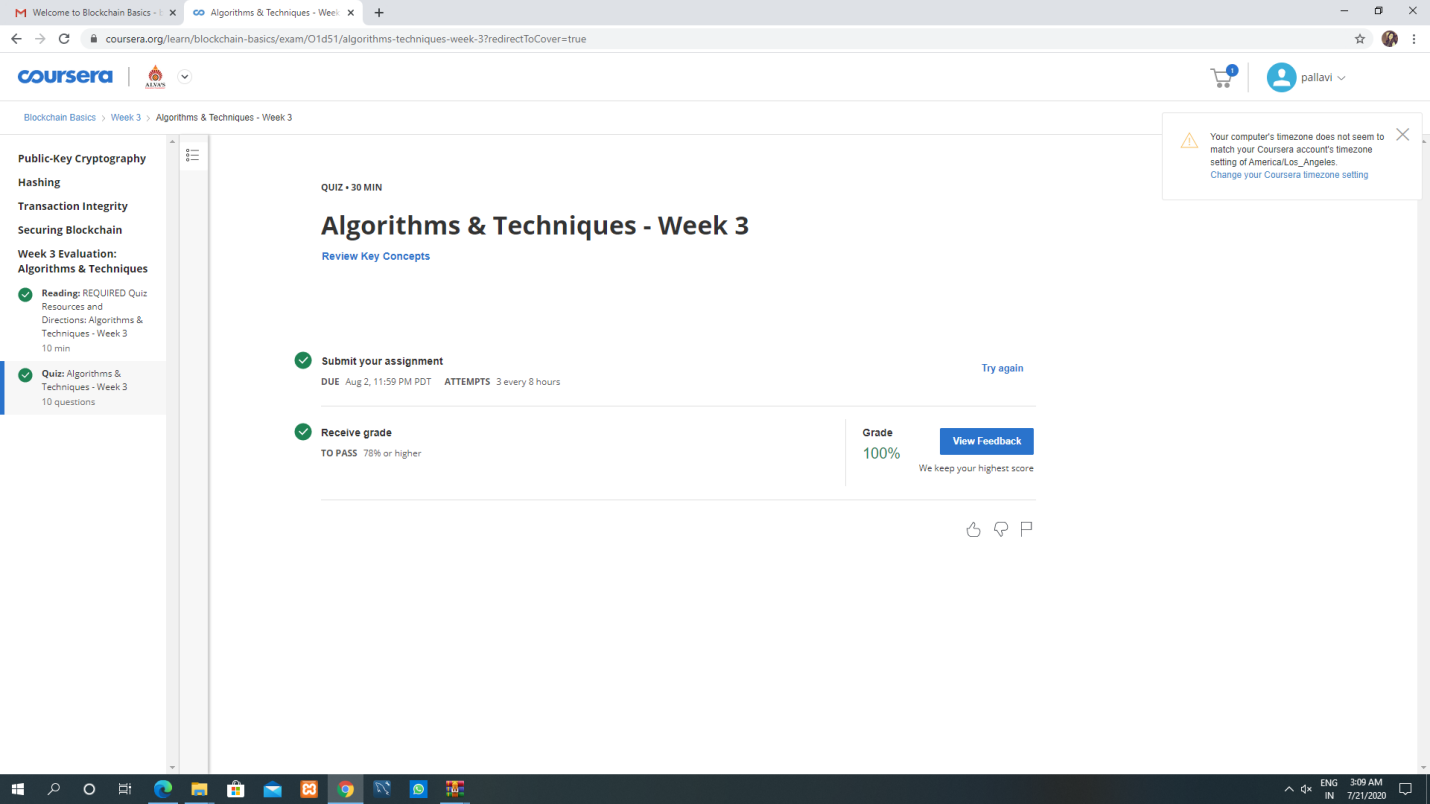 Welcome to Blockchain Basics - t
Algorithms & Techniques - Week
coursera.org/learn/blockchain-basics/exam/O1d51/algorithms-techniques-week-3?redirectToCover=true
coursera
ALVA'S
1
pallavi
Blockchain Basics
Week 3
Algorithms & Techniques - Week 3
Your computer's timezone does not seem to
match your Coursera account's timezone
setting of America/Los_Angeles.
Change your Coursera timezone setting
Public-Key Cryptography
Hashing
Transaction Integrity
Securing Blockchain
Week 3 Evaluation:
Algorithms & Techniques
Reading: REQUIRED Quiz
Resources and
Directions: Algorithms &
Techniques - Week 3
10 min
Quiz: Algorithms &
Techniques - Week 3
10 questions
QUIZ • 30 MIN
Algorithms & Techniques - Week 3
Review Key Concepts
Submit your assignment
DUE Aug 2, 11:59 PM PDT ATTEMPTS 3 every 8 hours
Try again
Receive grade
TO PASS 78% or higher
Grade
100%
View Feedback
We keep your highest score
ENG
IN
3:09 AM
7/21/2020